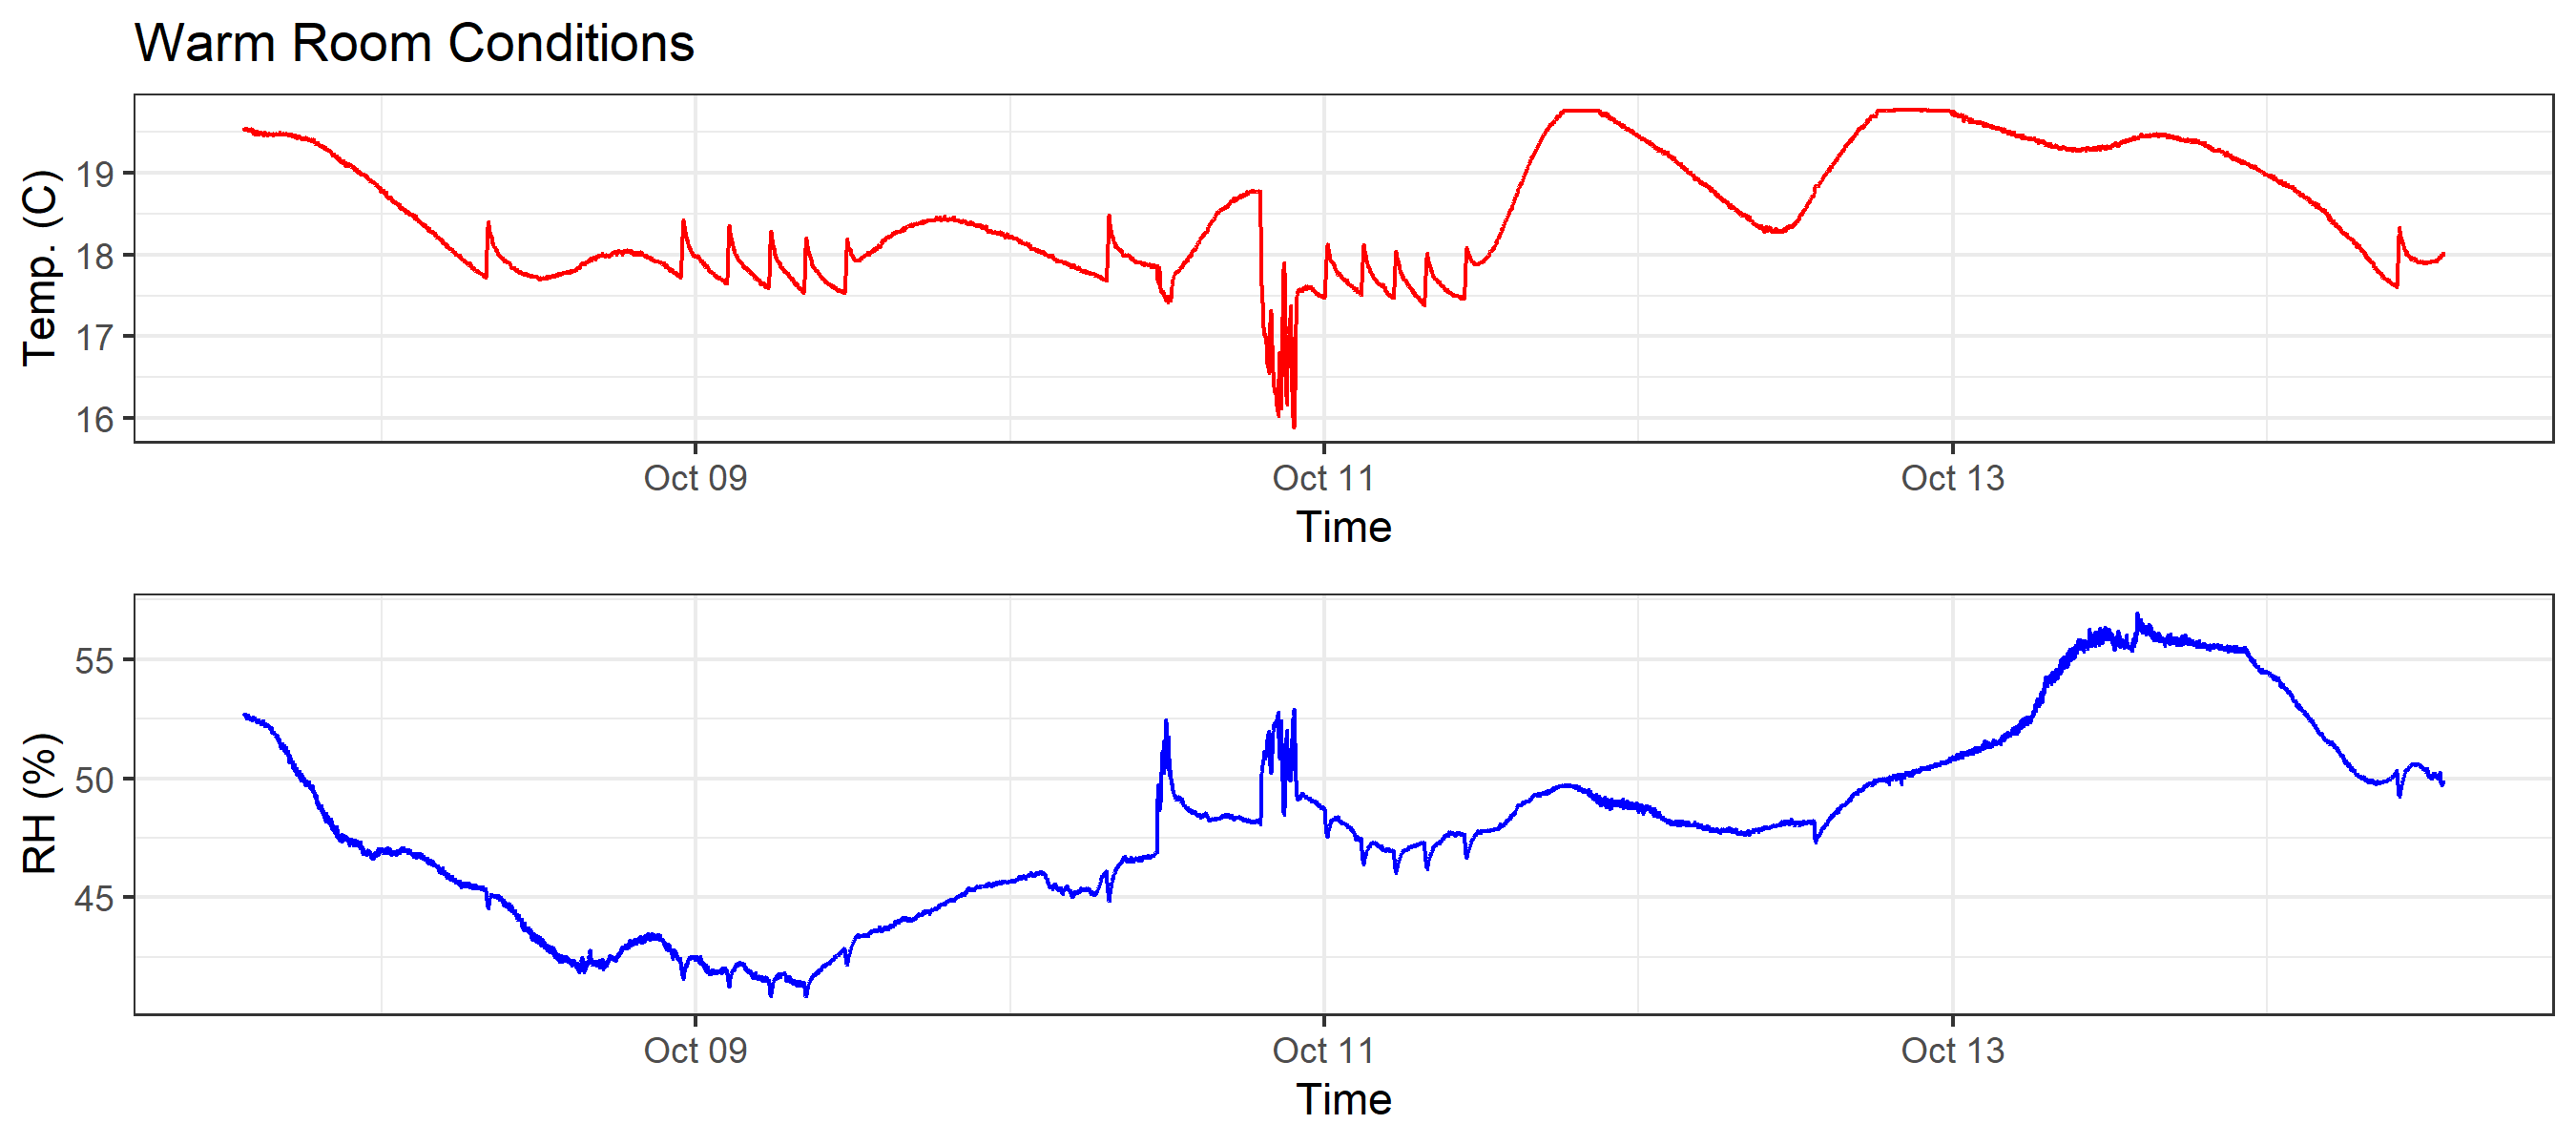 Warm Room Conditions
Temp. (C)
19
18
17
16
Oct 09 Oct 11 Oct 13
Time
RH (%)
55
50
45
Oct 09 Oct 11 Oct 13
Time